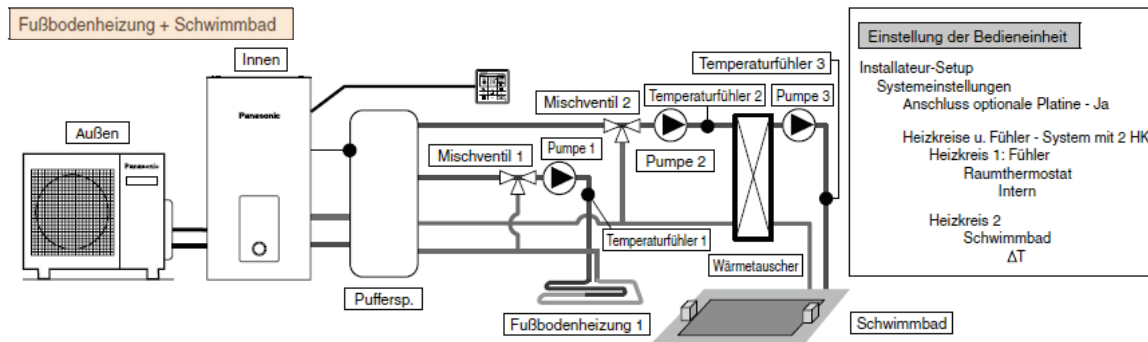 Fußbodenheizung + Schwimmbad
Innen
Außen
Panasonic
Panasonic
Puffersp.
Mischventil 1
Pumpe 1
Mischventil 2
Temperaturfühler 2
Pumpe 2
Temperaturfühler 3
Pumpe 3
Temperaturfühler 1
Wärmetauscher
Fußbodenheizung 1
Schwimmbad
Einstellung der Bedieneinheit
Installateur-Setup
Systemeinstellungen
Anschluss optionale Platine - Ja
Heizkreise u. Fühler - System mit 2 HK
Heizkreis 1: Fühler
Raumthermostat
Intern
Heizkreis 2
Schwimmbad
ΔT